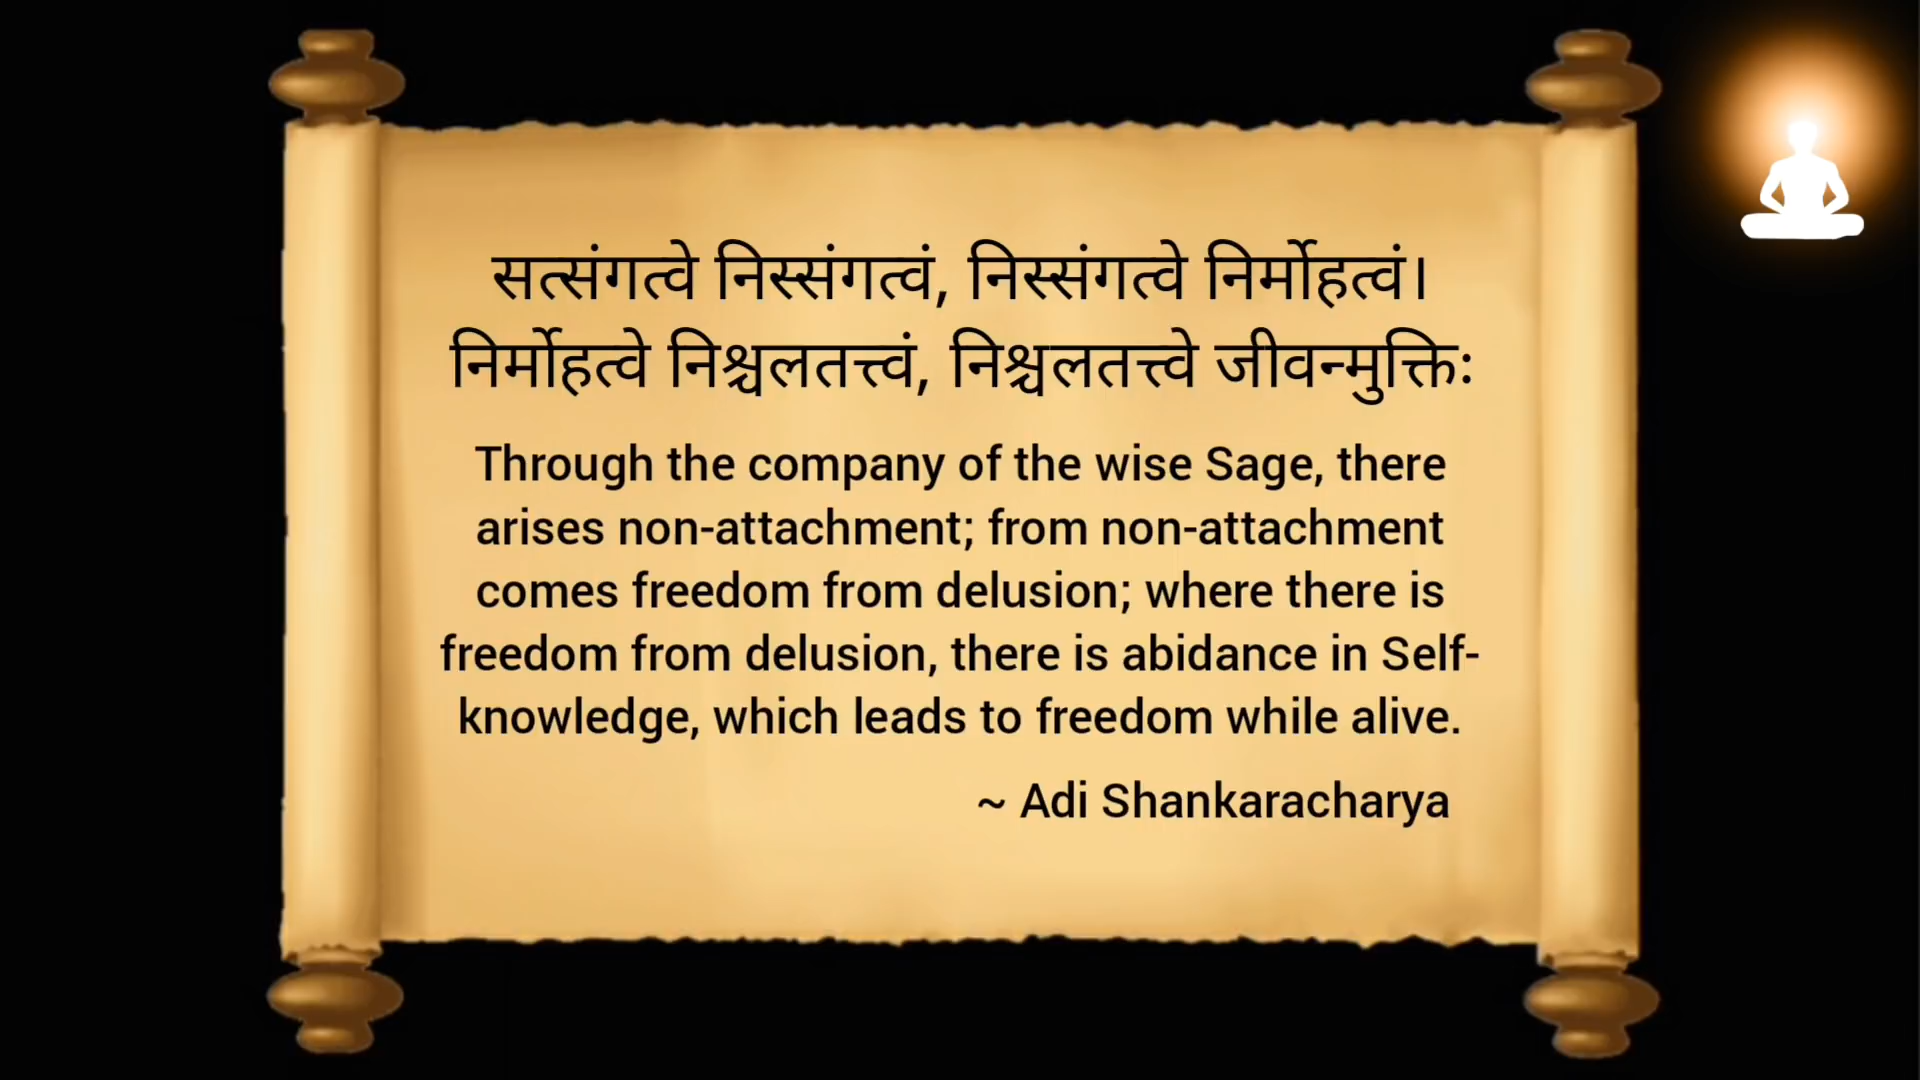 सत्संगत्वे निस्संगत्वं, निस्संगत्वे निर्मोहत्वं।
निर्मोहत्वे निश्चलतत्त्वं, निश्चलतत्त्वे जीवन्मुक्तिः
Through the company of the wise Sage, there
arises non-attachment; from non-attachment
comes freedom from delusion; where there is
freedom from delusion, there is abidance in Self-
knowledge, which leads to freedom while alive.
~ Adi Shankaracharya